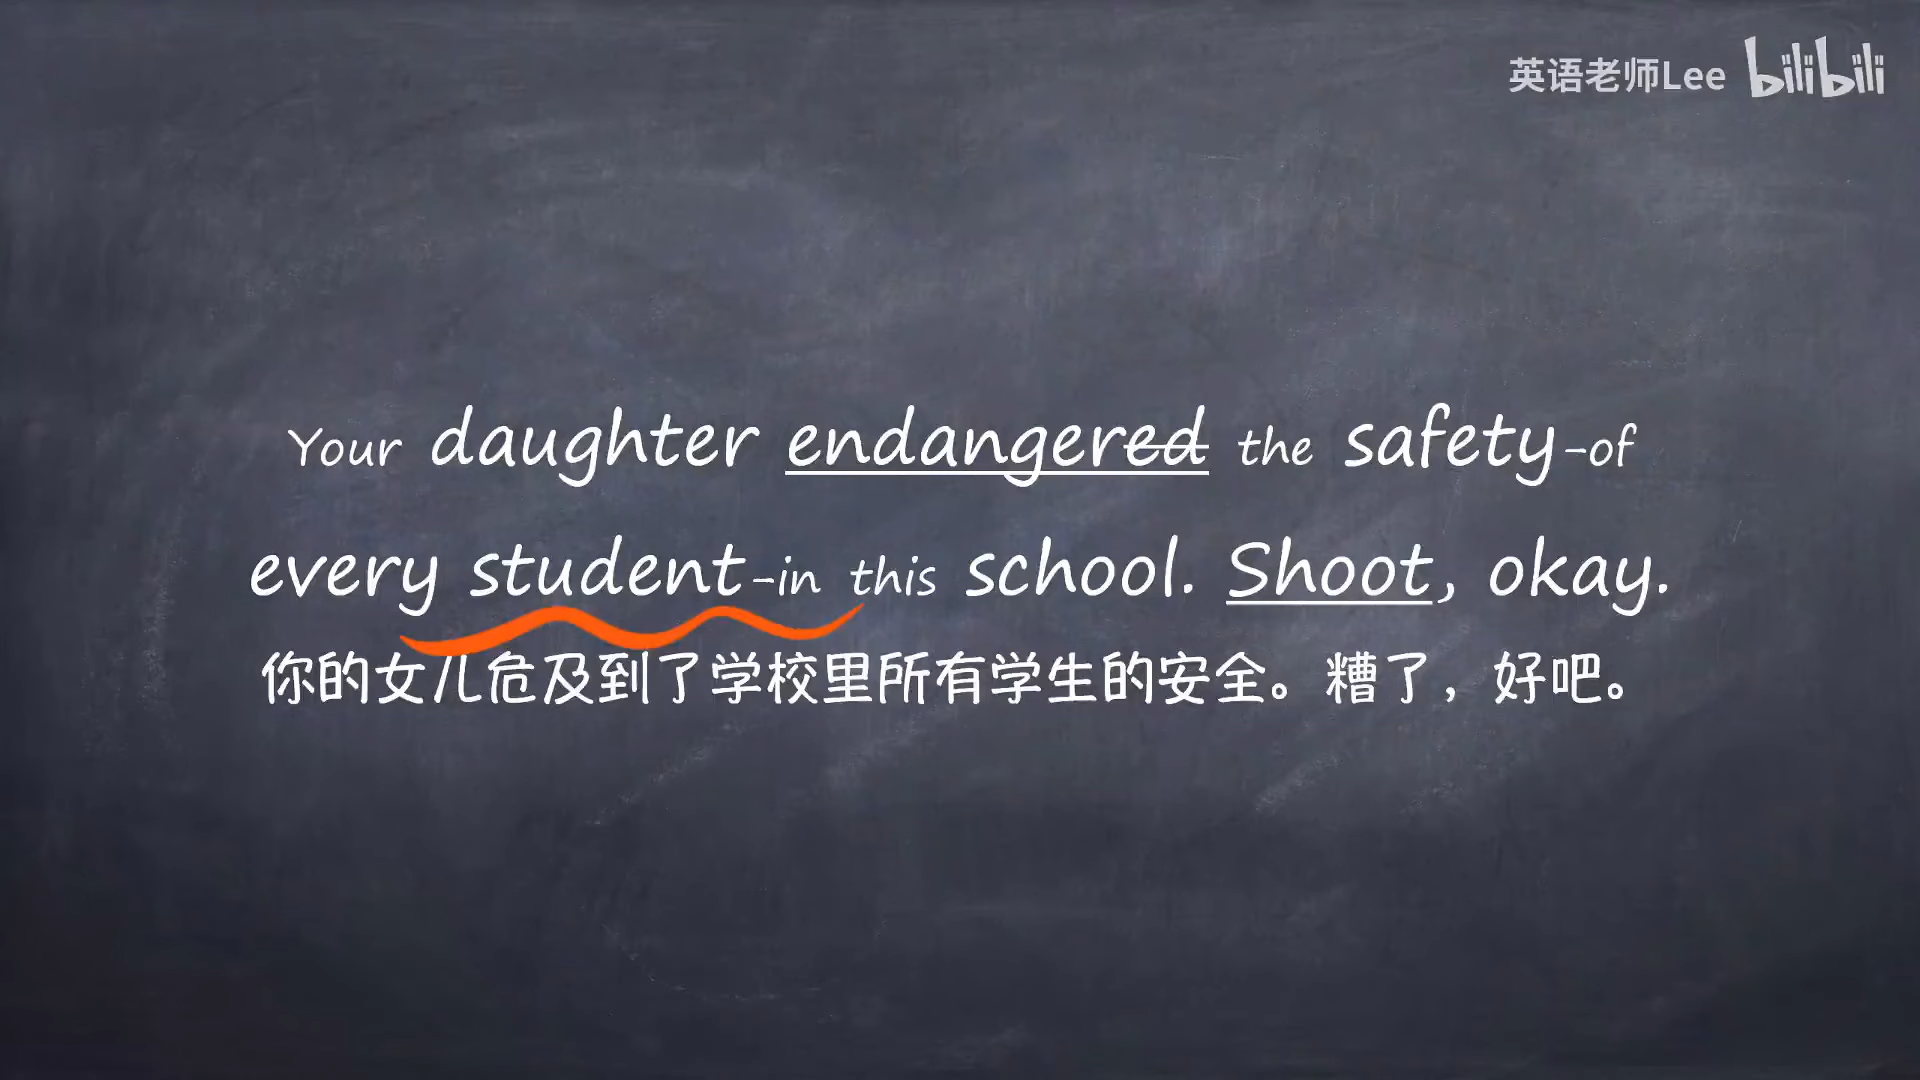 英语老师Lee bilibili
Your daughter endangered the safety-of
every student-in this school. Shoot, okay.
你的女儿危及到了学校里所有学生的安全。糟了，好吧。